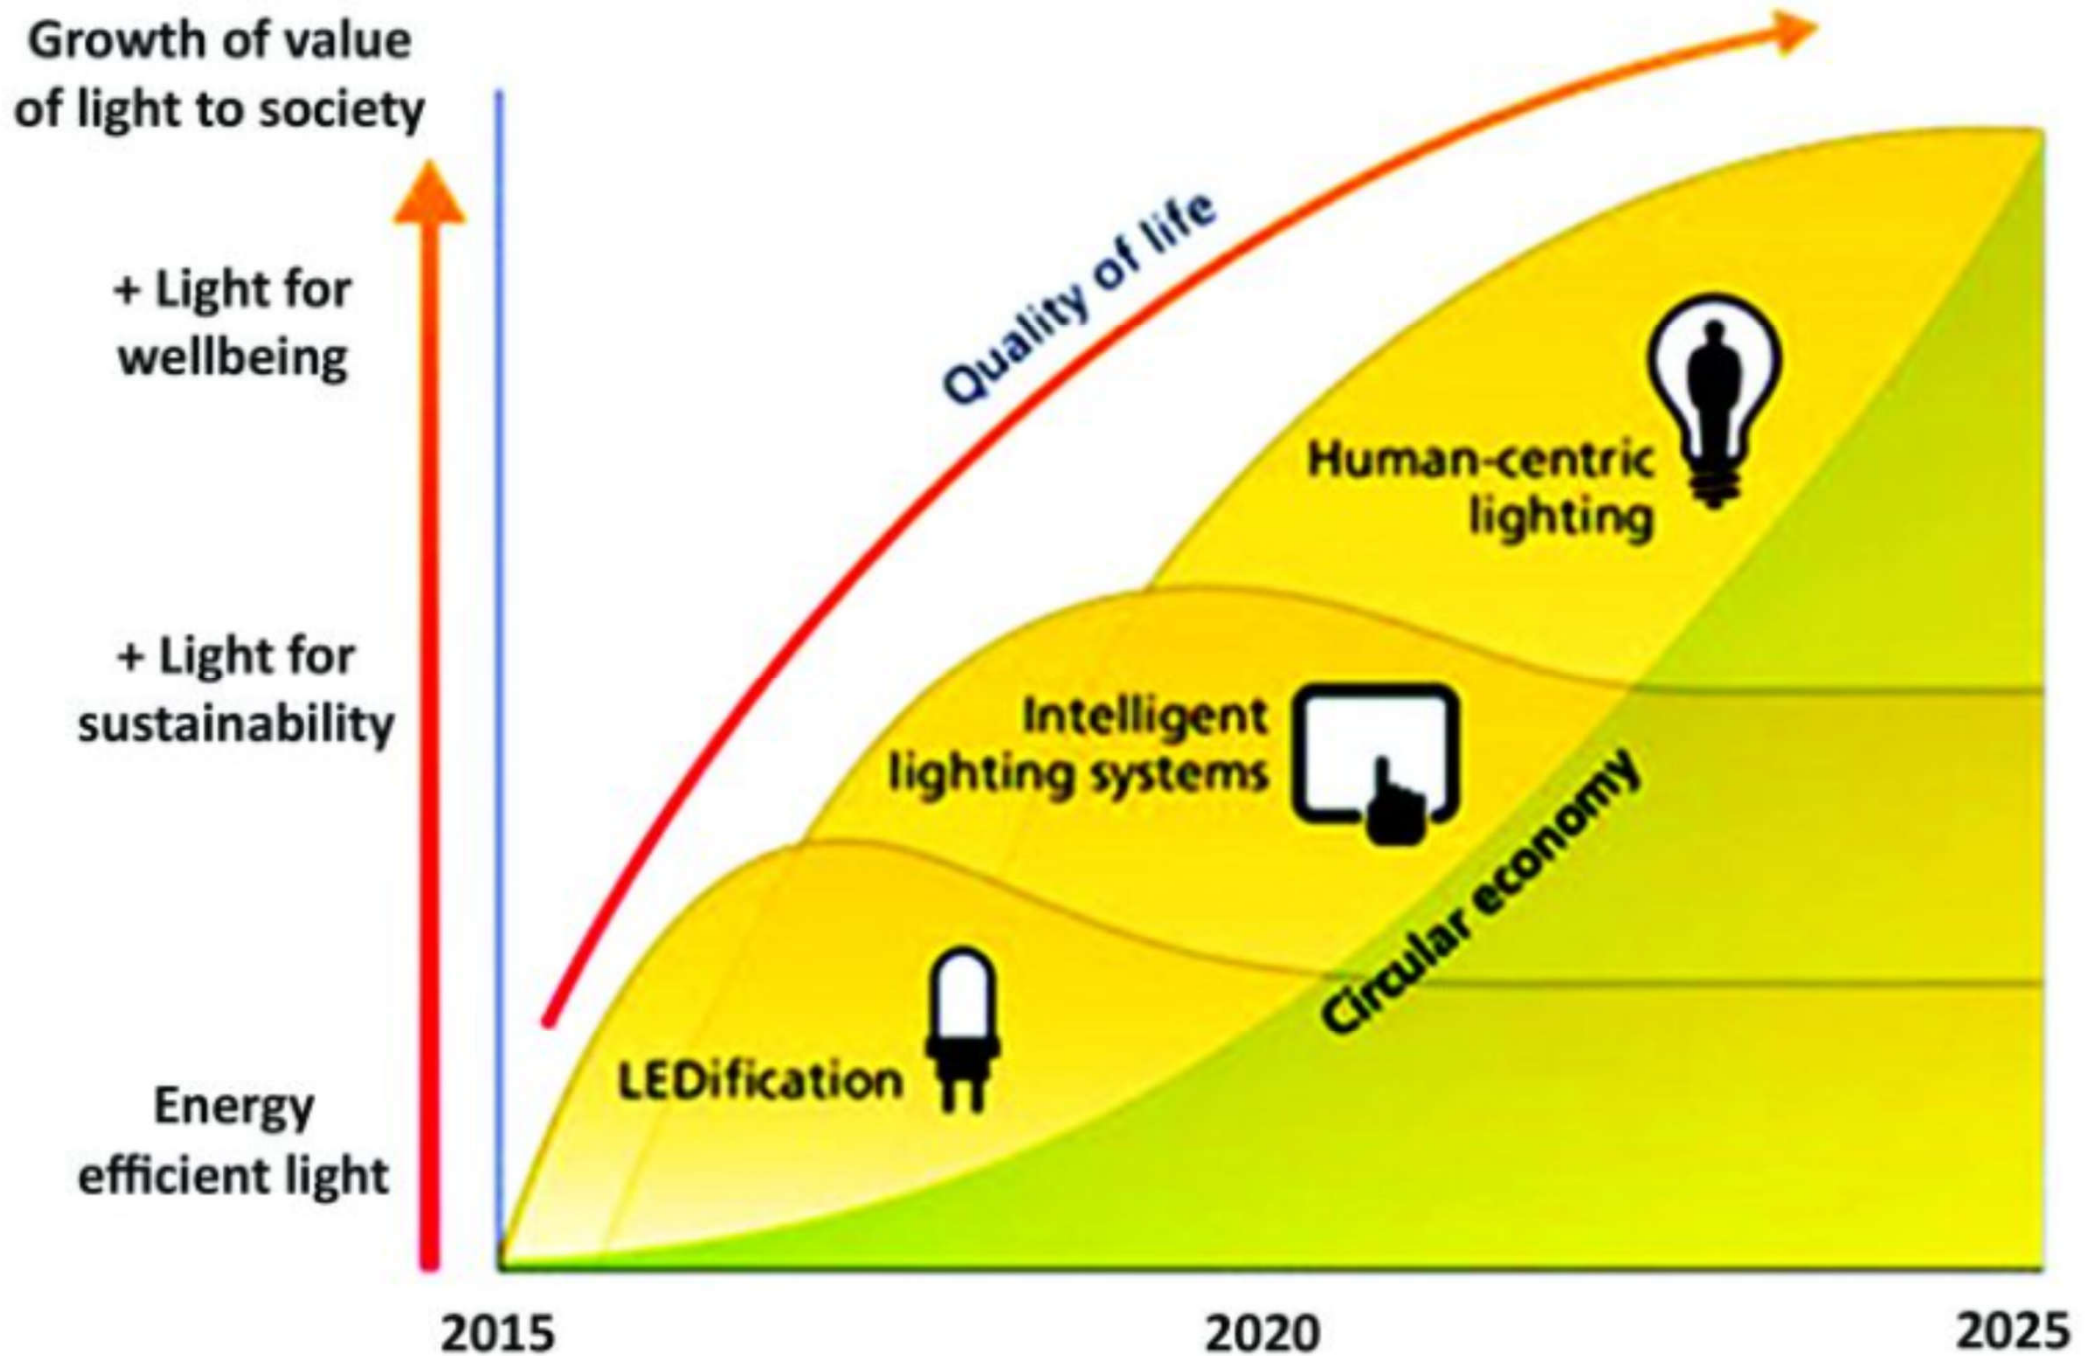 Growth of value
of light to society
+ Light for
wellbeing
+ Light for
sustainability
Energy
efficient light
Quality of life
Human-centric
lighting
Intelligent
lighting systems
LEDification
Circular economy
2015
2020
2025